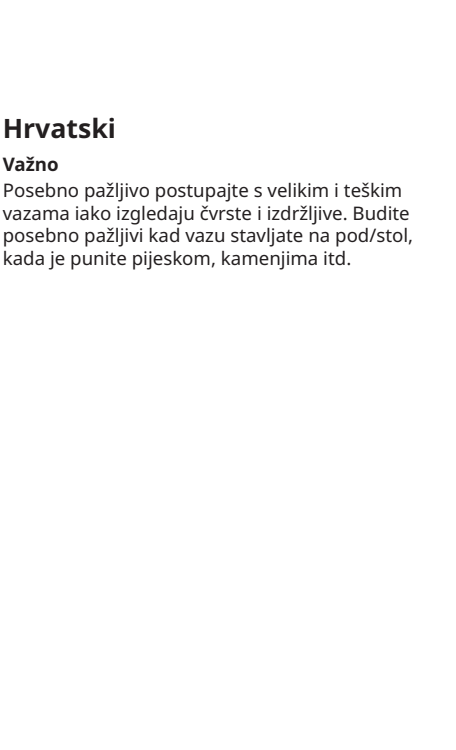 Hrvatski
Važno
Posebno pažljivo postupajte s velikim i teškim
vazama iako izgledaju čvrste i izdržljive. Budite
posebno pažljivi kad vazu stavljate na pod/stol,
kada je punite pijeskom, kamenjima itd.